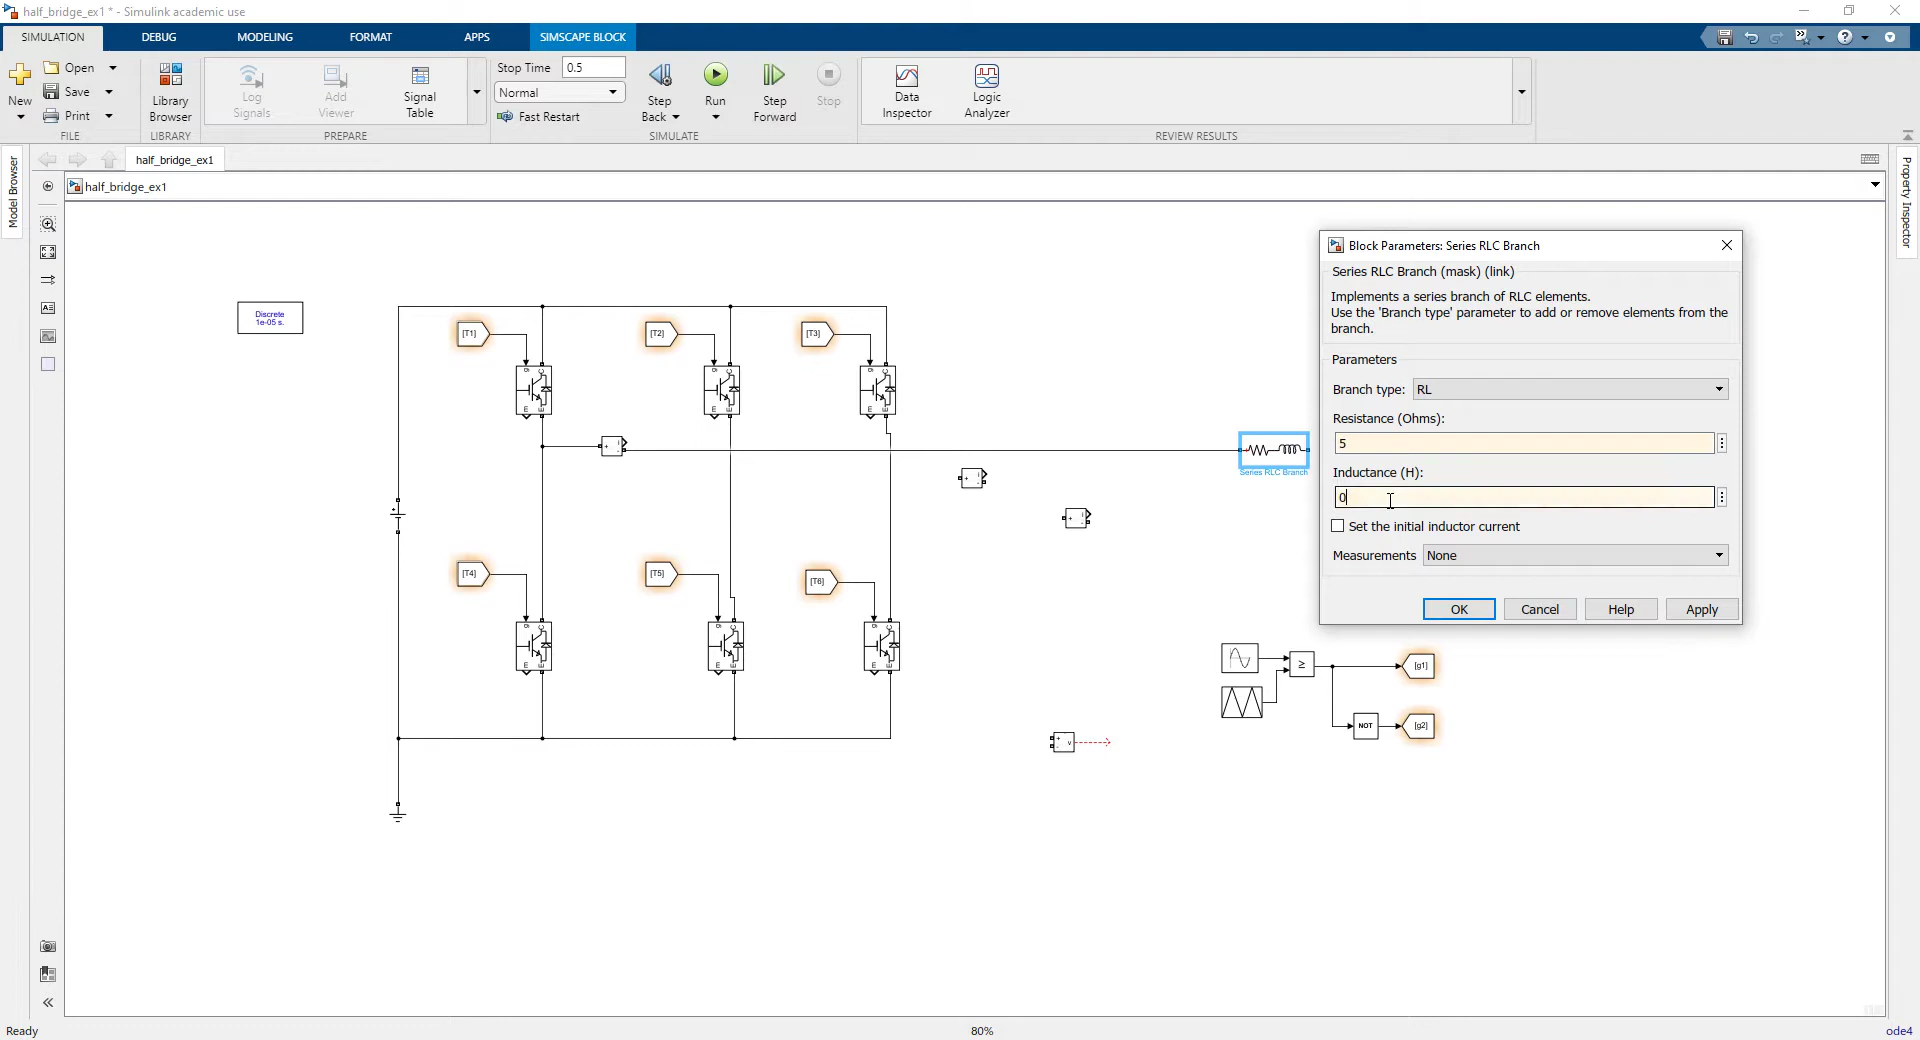 half_bridge_ex1 * - Simulink academic use
SIMULATION
DEBUG
MODELING
FORMAT
APPS
SIMSCAPE BLOCK
New
Open
Save
Print
FILE
Library Browser
LIBRARY
Log Signals
Add Viewer
Signal Table
PREPARE
Stop Time 0.5
Normal
Fast Restart
Step Back
Run
Step Forward
Stop
SIMULATE
Data Inspector
Logic Analyzer
REVIEW RESULTS
Model Browser
half_bridge_ex1
half_bridge_ex1
Property Inspector
Discrete
1e-05 s.
[T1]
[T2]
[T3]
g C
E E
g C
E E
g C
E E
+ i -
+ i -
+ i -
Series RLC Branch
[T4]
[T5]
[T6]
g C
E E
g C
E E
g C
E E
+ v -
≥
[g1]
NOT
[g2]
Block Parameters: Series RLC Branch
Series RLC Branch (mask) (link)
Implements a series branch of RLC elements.
Use the 'Branch type' parameter to add or remove elements from the
branch.
Parameters
Branch type: RL
Resistance (Ohms):
5
Inductance (H):
0
Set the initial inductor current
Measurements None
OK Cancel Help Apply
Ready
80%
ode4